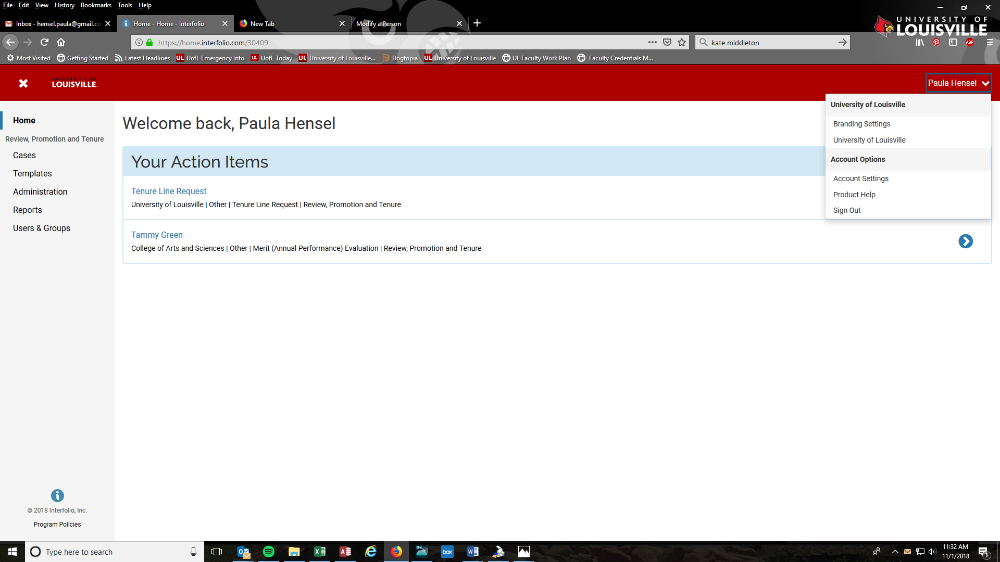 File Edit View History Bookmarks Tools Help
Inbox - hensel.paula@gmail.co
Home - Home - Interfolio
New Tab
Modify a Person
UNIVERSITY OF
LOUISVILLE
https://home.interfolio.com/30409
kate middleton
ABP
Most Visited
Getting Started
Latest Headlines
UL UofL Emergency Info
UL UofL Today
UL University of Louisville...
Dogtopia
UL University of Louisville
UL Faculty Work Plan
Faculty Credentials M...
UNIVERSITY OF
LOUISVILLE.
Paula Hensel
University of Louisville
Branding Settings
University of Louisville
Account Options
Account Settings
Product Help
Sign Out
Home
Review, Promotion and Tenure
Cases
Templates
Administration
Reports
Users & Groups
Welcome back, Paula Hensel
Your Action Items
Tenure Line Request
University of Louisville | Other | Tenure Line Request | Review, Promotion and Tenure
Tammy Green
College of Arts and Sciences | Other | Merit (Annual Performance) Evaluation | Review, Promotion and Tenure
© 2018 Interfolio, Inc.
Program Policies
Type here to search
box
11:32 AM
11/1/2018
1